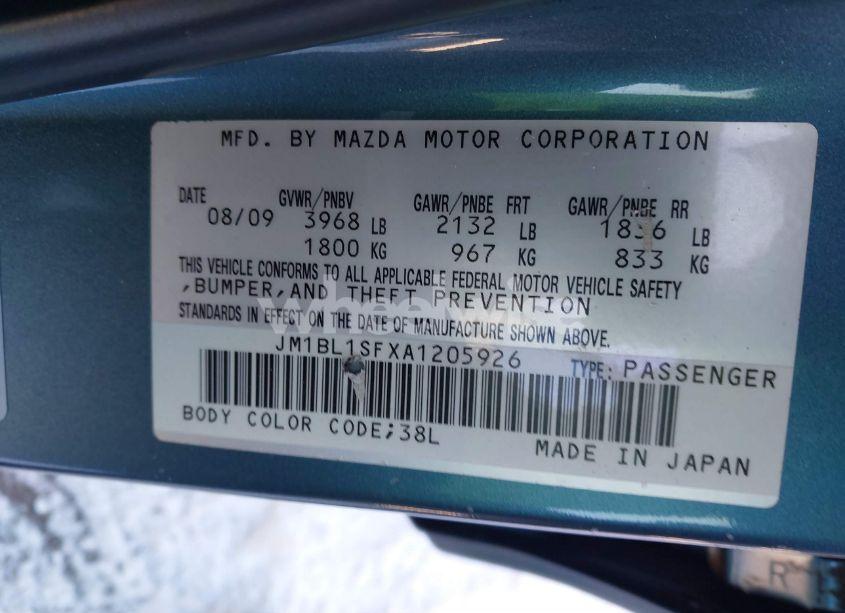 MFD. BY MAZDA MOTOR CORPORATION
DATE GVWR/PNBV GAWR/PNBE FRT GAWR/PNBE RR
08/09 3968 LB 2132 LB 1836 LB
1800 KG 967 KG 833 KG
THIS VEHICLE CONFORMS TO ALL APPLICABLE FEDERAL MOTOR VEHICLE SAFETY
,BUMPER,AND THEFT PREVENTION
STANDARDS IN EFFECT ON THE DATE OF MANUFACTURE SHOWN ABOVE.
JM1BL1SFXA1205926 TYPE: PASSENGER
BODY COLOR CODE;38L
MADE IN JAPAN
R